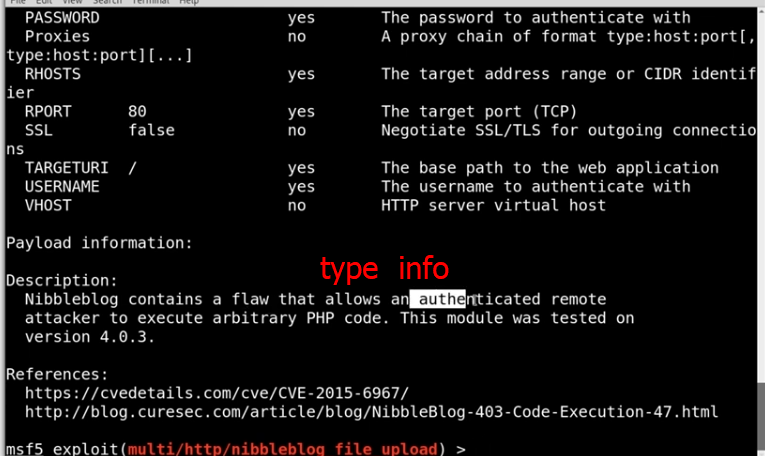 File Edit View Search Terminal Help
PASSWORD yes The password to authenticate with
Proxies no A proxy chain of format type:host:port[,
type:host:port][...]
RHOSTS yes The target address range or CIDR identif
ier
RPORT 80 yes The target port (TCP)
SSL false no Negotiate SSL/TLS for outgoing connectio
ns
TARGETURI / yes The base path to the web application
USERNAME yes The username to authenticate with
VHOST no HTTP server virtual host
Payload information:
type info
Description:
Nibbleblog contains a flaw that allows an authenticated remote
attacker to execute arbitrary PHP code. This module was tested on
version 4.0.3.
References:
https://cvedetails.com/cve/CVE-2015-6967/
http://blog.curesec.com/article/blog/NibbleBlog-403-Code-Execution-47.html
msf5 exploit(multi/http/nibbleblog_file_upload) >